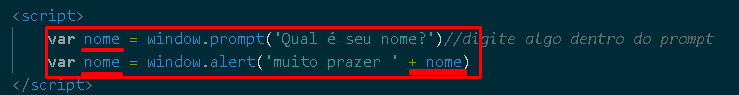 <script>
var nome = window.prompt('Qual é seu nome?')//digite algo dentro do prompt
var nome = window.alert('muito prazer ' + nome)
</script>